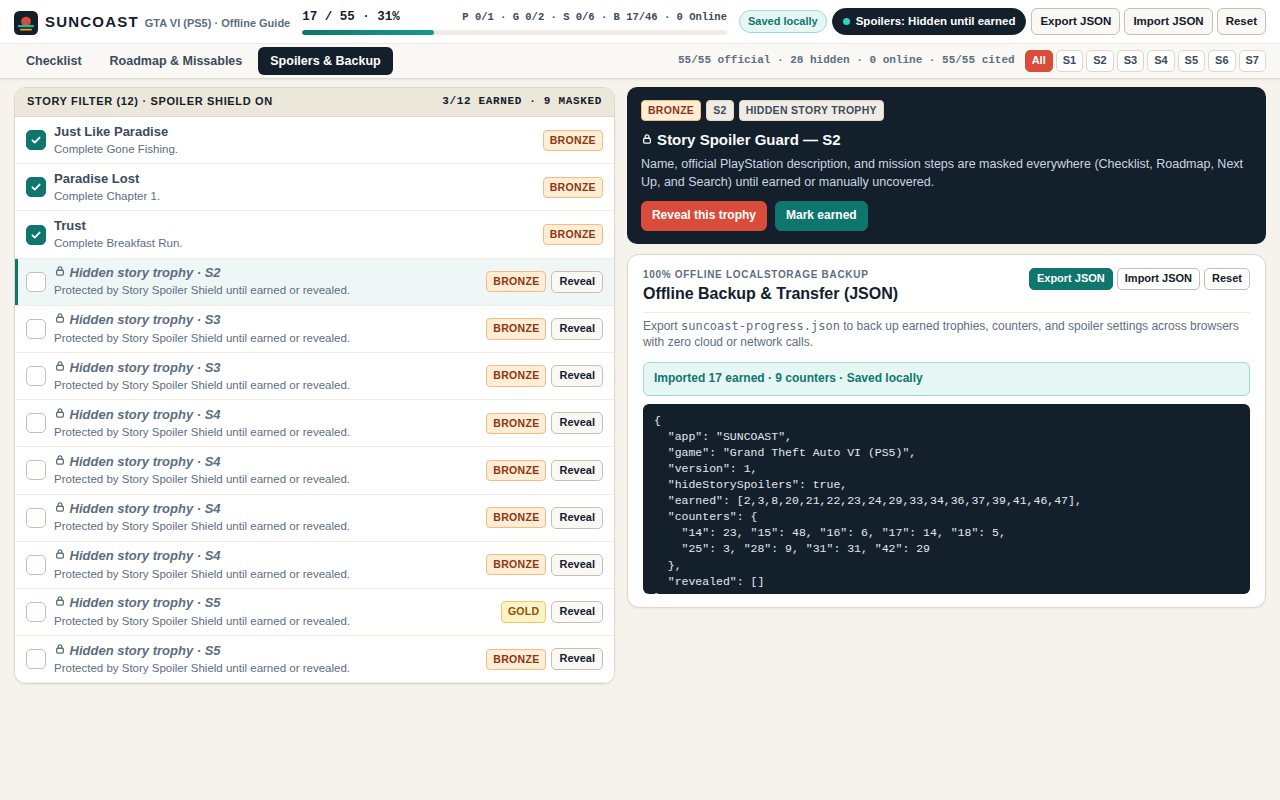 SUNCOAST GTA VI (PS5) · Offline Guide
17 / 55 · 31%
P 0/1 · G 0/2 · S 0/6 · B 17/46 · 0 Online
Saved locally
Spoilers: Hidden until earned
Export JSON
Import JSON
Reset
Checklist
Roadmap & Missables
Spoilers & Backup
55/55 official · 28 hidden · 0 online · 55/55 cited
All S1 S2 S3 S4 S5 S6 S7
STORY FILTER (12) · SPOILER SHIELD ON
3/12 EARNED · 9 MASKED
Just Like Paradise
Complete Gone Fishing.
BRONZE
Paradise Lost
Complete Chapter 1.
BRONZE
Trust
Complete Breakfast Run.
BRONZE
Hidden story trophy · S2
Protected by Story Spoiler Shield until earned or revealed.
BRONZE Reveal
Hidden story trophy · S3
Protected by Story Spoiler Shield until earned or revealed.
BRONZE Reveal
Hidden story trophy · S3
Protected by Story Spoiler Shield until earned or revealed.
BRONZE Reveal
Hidden story trophy · S4
Protected by Story Spoiler Shield until earned or revealed.
BRONZE Reveal
Hidden story trophy · S4
Protected by Story Spoiler Shield until earned or revealed.
BRONZE Reveal
Hidden story trophy · S4
Protected by Story Spoiler Shield until earned or revealed.
BRONZE Reveal
Hidden story trophy · S4
Protected by Story Spoiler Shield until earned or revealed.
BRONZE Reveal
Hidden story trophy · S5
Protected by Story Spoiler Shield until earned or revealed.
GOLD Reveal
Hidden story trophy · S5
Protected by Story Spoiler Shield until earned or revealed.
BRONZE Reveal
BRONZE S2 HIDDEN STORY TROPHY
Story Spoiler Guard — S2
Name, official PlayStation description, and mission steps are masked everywhere (Checklist, Roadmap, Next
Up, and Search) until earned or manually uncovered.
Reveal this trophy
Mark earned
100% OFFLINE LOCALSTORAGE BACKUP
Offline Backup & Transfer (JSON)
Export JSON
Import JSON
Reset
Export suncoast-progress.json to back up earned trophies, counters, and spoiler settings across browsers
with zero cloud or network calls.
Imported 17 earned · 9 counters · Saved locally
{
"app": "SUNCOAST",
"game": "Grand Theft Auto VI (PS5)",
"version": 1,
"hideStorySpoilers": true,
"earned": [2,3,8,20,21,22,23,24,29,33,34,36,37,39,41,46,47],
"counters": {
"14": 23, "15": 48, "16": 6, "17": 14, "18": 5,
"25": 3, "28": 9, "31": 31, "42": 29
},
"revealed": []